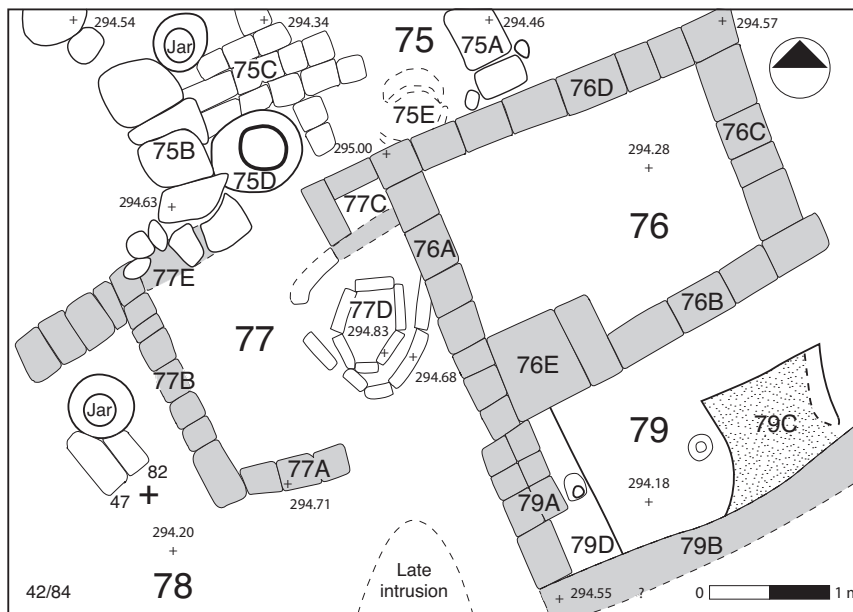 294.54
294.34
75
294.46
294.57
Jar
75A
75C
76D
75E
76C
75B
295.00
294.28
75D
77C
294.63
76
76A
77E
76B
77D
77
294.83
76E
294.68
77B
Jar
79
79C
82
77A
47
294.71
294.18
79A
294.20
79D
79B
Late
intrusion
42/84
78
294.55
?
0
1 m